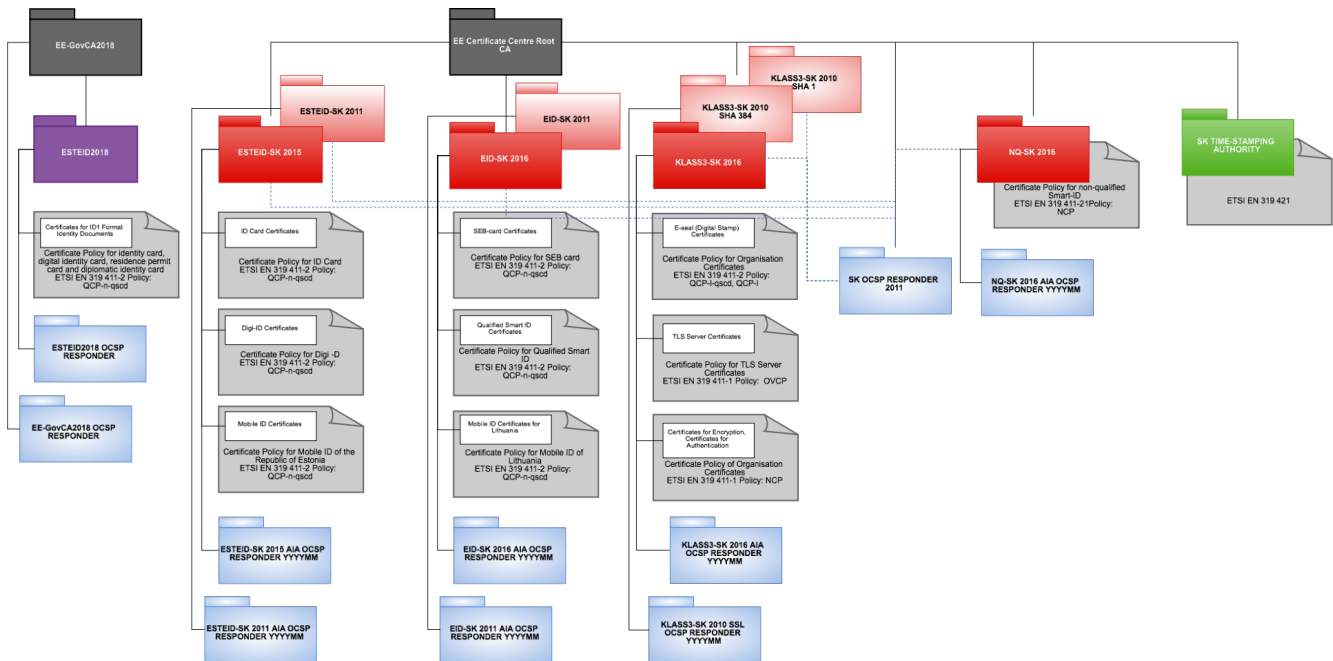 EE-GovCA2018
ESTEID2018
Certificates for ID1 Format
Identity Documents
Certificate Policy for identity card,
digital identity card, residence permit
card and diplomatic identity card
ETSI EN 319 411-2 Policy:
QCP-n-qscd
ESTEID2018 OCSP
RESPONDER
EE-GovCA2018 OCSP
RESPONDER
EE Certificate Centre Root
CA
ESTEID-SK 2011
ESTEID-SK 2015
ID Card Certificates
Certificate Policy for ID Card
ETSI EN 319 411-2 Policy:
QCP-n-qscd
Digi-ID Certificates
Certificate Policy for Digi -D
ETSI EN 319 411-2 Policy:
QCP-n-qscd
Mobile ID Certificates
Certificate Policy for Mobile ID of the
Republic of Estonia
ETSI EN 319 411-2 Policy:
QCP-n-qscd
ESTEID-SK 2015 AIA OCSP
RESPONDER YYYYMM
ESTEID-SK 2011 AIA OCSP
RESPONDER YYYYMM
EID-SK 2011
EID-SK 2016
SEB-card Certificates
Certificate Policy for SEB card
ETSI EN 319 411-2 Policy:
QCP-n-qscd
Qualified Smart ID
Certificates
Certificate Policy for Qualified Smart
ID
ETSI EN 319 411-2 Policy:
QCP-n-qscd
Mobile ID Certificates for
Lithuania
Certificate Policy for Mobile ID of
Lithuania
ETSI EN 319 411-2 Policy:
QCP-n-qscd
EID-SK 2016 AIA OCSP
RESPONDER YYYYMM
EID-SK 2011 AIA OCSP
RESPONDER YYYYMM
KLASS3-SK 2010
SHA 1
KLASS3-SK 2010
SHA 384
KLASS3-SK 2016
E-seal (Digital Stamp)
Certificates
Certificate Policy for Organisation
Certificates
ETSI EN 319 411-2 Policy:
QCP-l-qscd, QCP-l
TLS Server Certificates
Certificate Policy for TLS Server
Certificates
ETSI EN 319 411-1 Policy: OVCP
Certificates for Encryption,
Certificates for
Authentication
Certificate Policy of Organisation
Certificates
ETSI EN 319 411-1 Policy: NCP
KLASS3-SK 2016 AIA
OCSP RESPONDER
YYYYMM
KLASS3-SK 2010 SSL
OCSP RESPONDER
YYYYMM
SK OCSP RESPONDER
2011
NQ-SK 2016
Certificate Policy for non-qualified
Smart-ID
ETSI EN 319 411-21Policy:
NCP
NQ-SK 2016 AIA OCSP
RESPONDER YYYYMM
SK TIME-STAMPING
AUTHORITY
ETSI EN 319 421